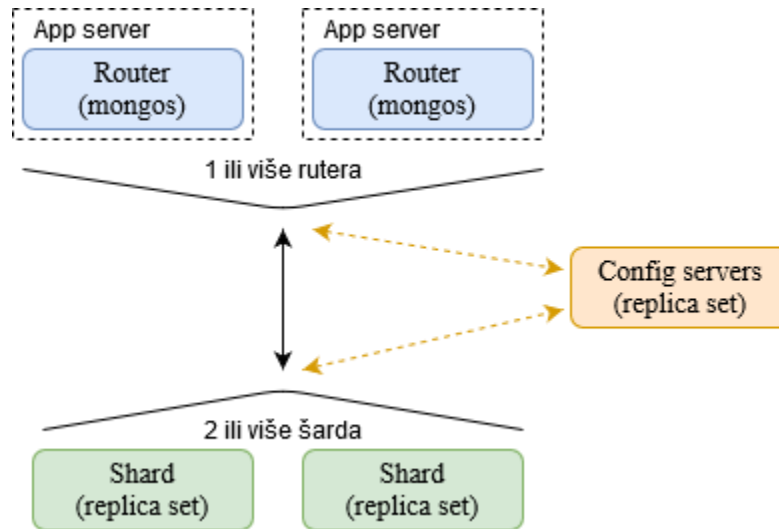 App server
App server
Router
(mongos)
Router
(mongos)
1 ili više rutera
Config servers
(replica set)
2 ili više šarda
Shard
(replica set)
Shard
(replica set)